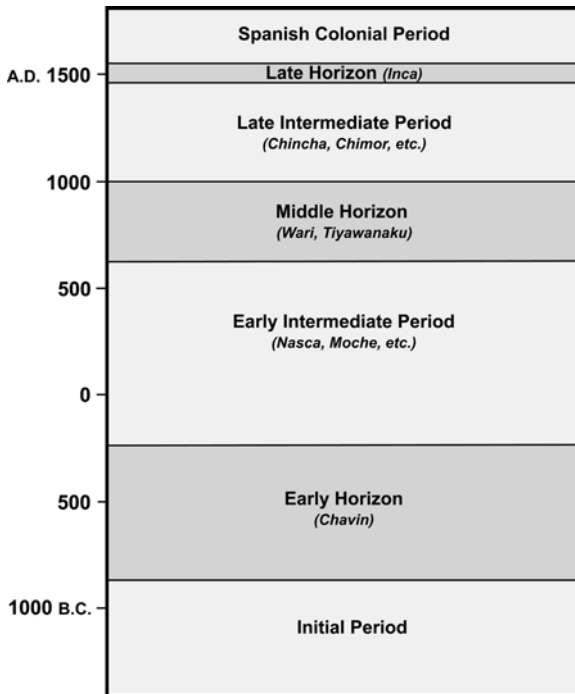 Spanish Colonial Period
A.D. 1500
Late Horizon (Inca)
Late Intermediate Period
(Chincha, Chimor, etc.)
1000
Middle Horizon
(Wari, Tiyawanaku)
500
Early Intermediate Period
(Nasca, Moche, etc.)
0
500
Early Horizon
(Chavin)
1000 B.C.
Initial Period